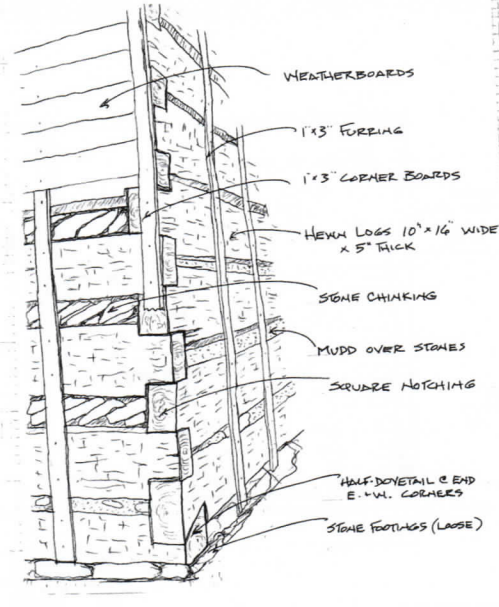 WEATHERBOARDS
1"x3" FURRING
1"x3" CORNER BOARDS
HEWN LOGS 10" x 16" WIDE
x 5" THICK
STONE CHINKING
MUDD OVER STONES
SQUARE NOTCHING
HALF-DOVETAIL @ END
E. + W. CORNERS
STONE FOOTINGS (LOOSE)